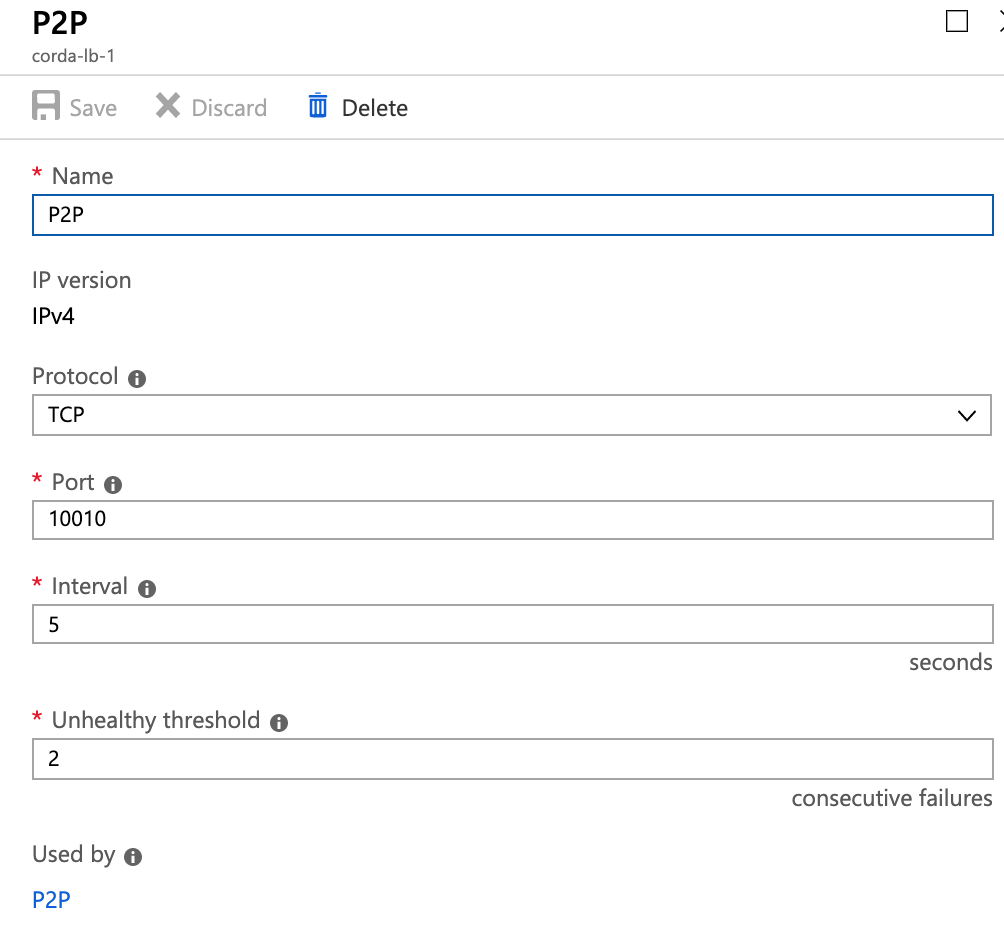 P2P
corda-lb-1
Save Discard Delete
* Name
P2P
IP version
IPv4
Protocol
TCP
* Port
10010
* Interval
5
seconds
* Unhealthy threshold
2
consecutive failures
Used by
P2P